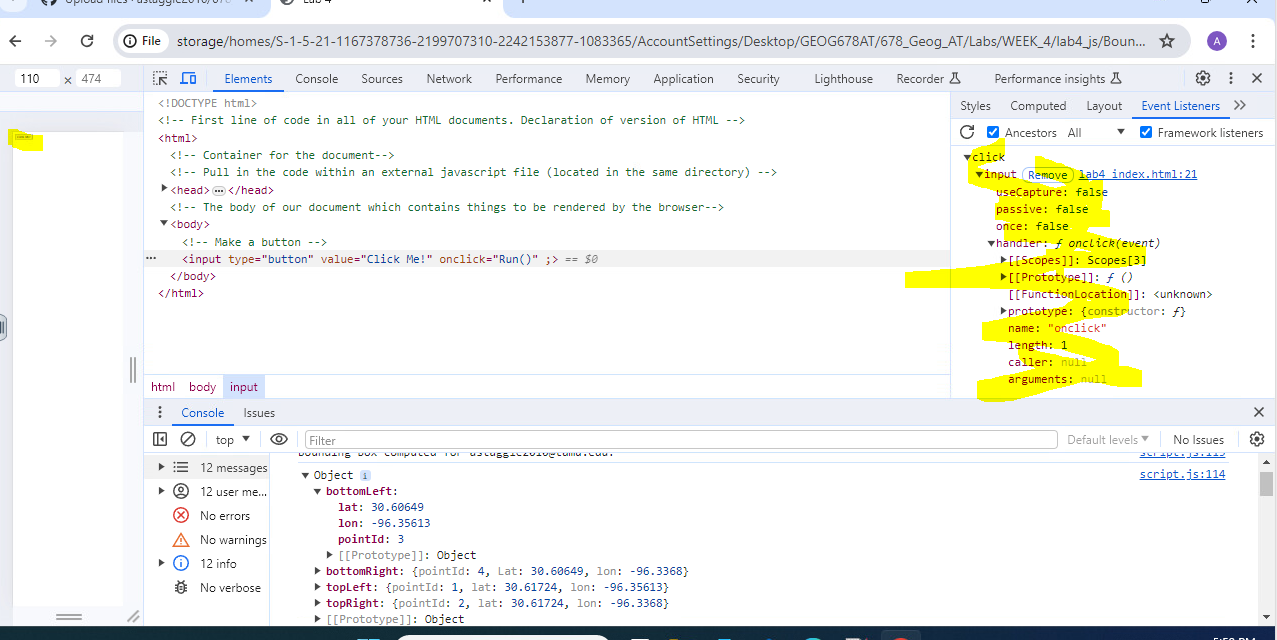 Lab 4
File storage/homes/S-1-5-21-1167378736-2199707310-2242153877-1083365/AccountSettings/Desktop/GEOG678AT/678_Geog_AT/Labs/WEEK_4/lab4_js/Boun... A
110 × 474 Elements Console Sources Network Performance Memory Application Security Lighthouse Recorder Performance insights
<!DOCTYPE html>
<!-- First line of code in all of your HTML documents. Declaration of version of HTML -->
<html>
<!-- Container for the document-->
<!-- Pull in the code within an external javascript file (located in the same directory) -->
<head>…</head>
<!-- The body of our document which contains things to be rendered by the browser-->
<body>
<!-- Make a button -->
<input type="button" value="Click Me!" onclick="Run()" ;> == $0
</body>
</html>
html body input
Styles Computed Layout Event Listeners
Ancestors All Framework listeners
click
input Remove lab4_index.html:21
useCapture: false
passive: false
once: false
handler: ƒ onclick(event)
[[Scopes]]: Scopes[3]
[[Prototype]]: ƒ ()
[[FunctionLocation]]: <unknown>
prototype: {constructor: ƒ}
name: "onclick"
length: 1
caller: null
arguments: null
Console Issues
top Filter Default levels No Issues
12 messages
12 user me...
No errors
No warnings
12 info
No verbose
Object script.js:114
bottomLeft:
lat: 30.60649
lon: -96.35613
pointId: 3
[[Prototype]]: Object
bottomRight: {pointId: 4, Lat: 30.60649, lon: -96.3368}
topLeft: {pointId: 1, lat: 30.61724, lon: -96.35613}
topRight: {pointId: 2, lat: 30.61724, lon: -96.3368}
[[Prototype]]: Object